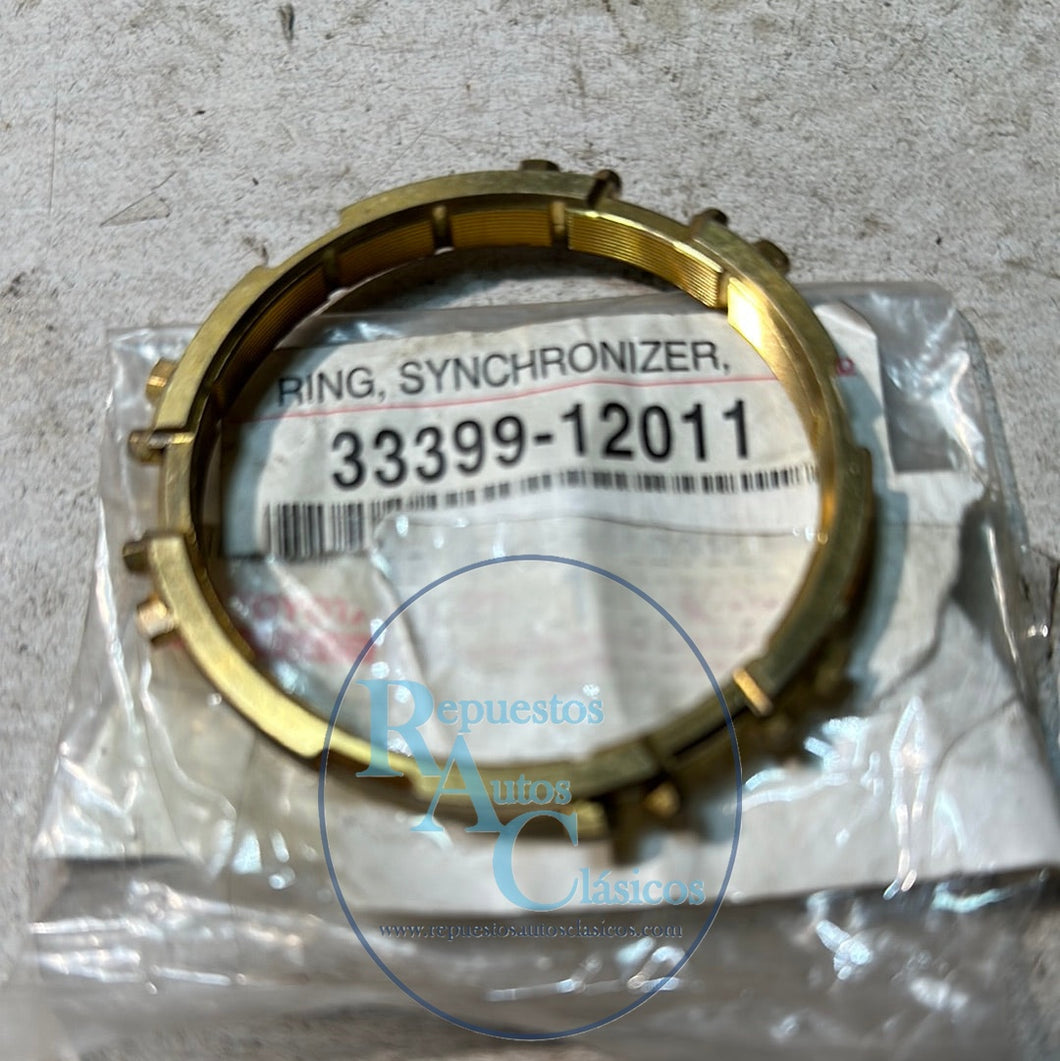 RING, SYNCHRONIZER,
33399-12011
Repuestos
Autos
Clásicos
www.repuestosautosclasicos.com